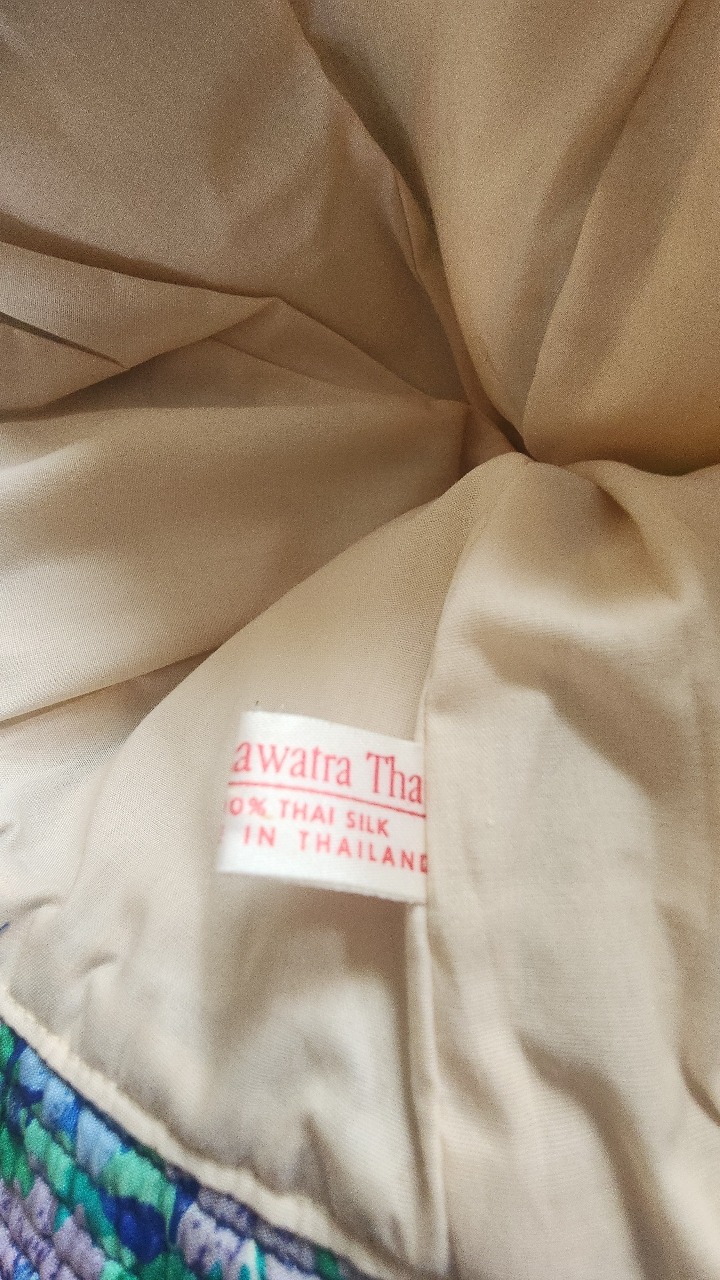 awatra Tha
0% THAI SILK
IN THAILAND